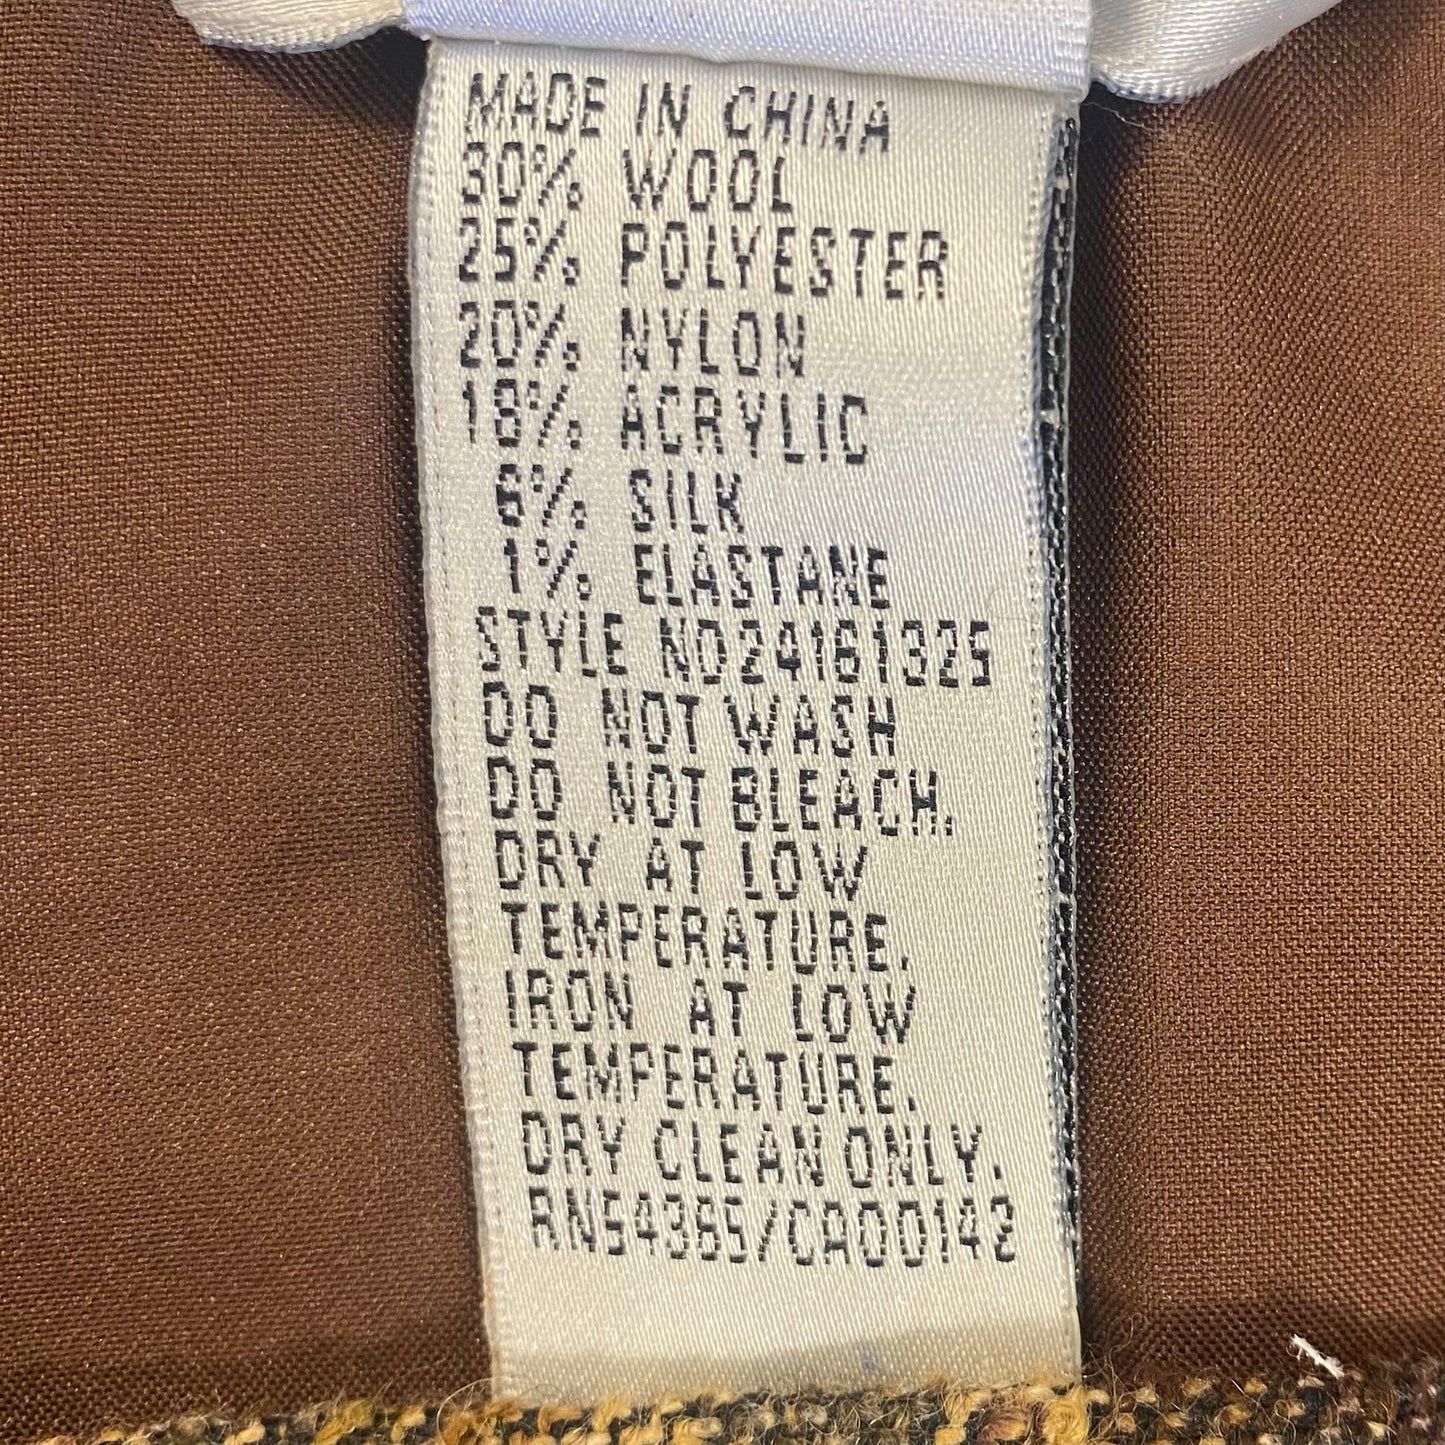 MADE IN CHINA
30% WOOL
25% POLYESTER
20% NYLON
18% ACRYLIC
6% SILK
1% ELASTANE
STYLE NO24161325
DO NOT WASH
DO NOT BLEACH.
DRY AT LOW
TEMPERATURE.
IRON AT LOW
TEMPERATURE.
DRY CLEAN ONLY.
RN54365/CA00142